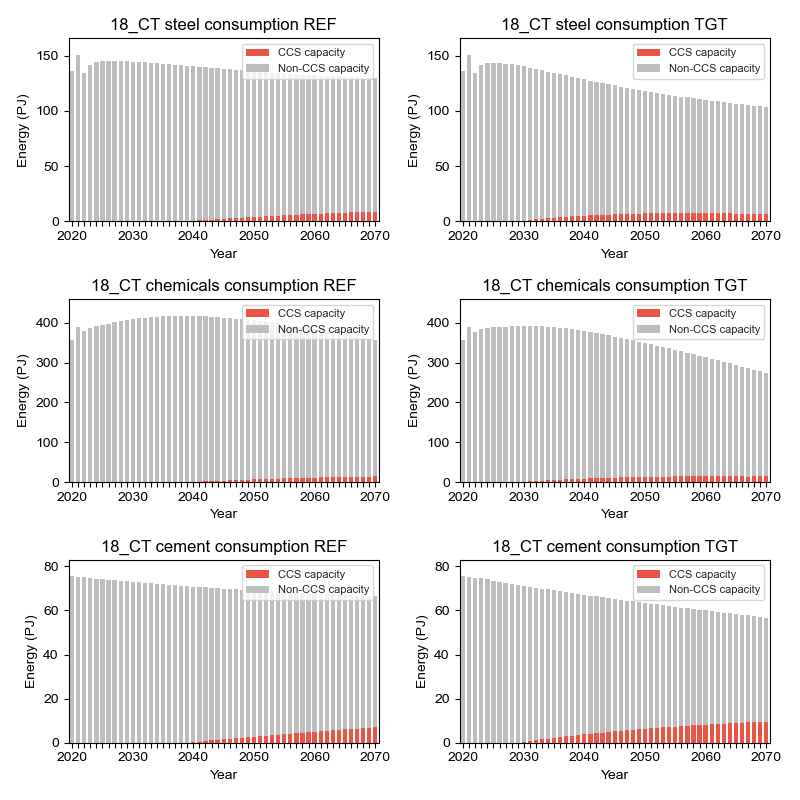 18_CT steel consumption REF
CCS capacity
Non-CCS capacity
150
100
50
0
Energy (PJ)
2020 2030 2040 2050 2060 2070
Year
18_CT steel consumption TGT
CCS capacity
Non-CCS capacity
150
100
50
0
Energy (PJ)
2020 2030 2040 2050 2060 2070
Year
18_CT chemicals consumption REF
CCS capacity
Non-CCS capacity
400
300
200
100
0
Energy (PJ)
2020 2030 2040 2050 2060 2070
Year
18_CT chemicals consumption TGT
CCS capacity
Non-CCS capacity
400
300
200
100
0
Energy (PJ)
2020 2030 2040 2050 2060 2070
Year
18_CT cement consumption REF
CCS capacity
Non-CCS capacity
80
60
40
20
0
Energy (PJ)
2020 2030 2040 2050 2060 2070
Year
18_CT cement consumption TGT
CCS capacity
Non-CCS capacity
80
60
40
20
0
Energy (PJ)
2020 2030 2040 2050 2060 2070
Year